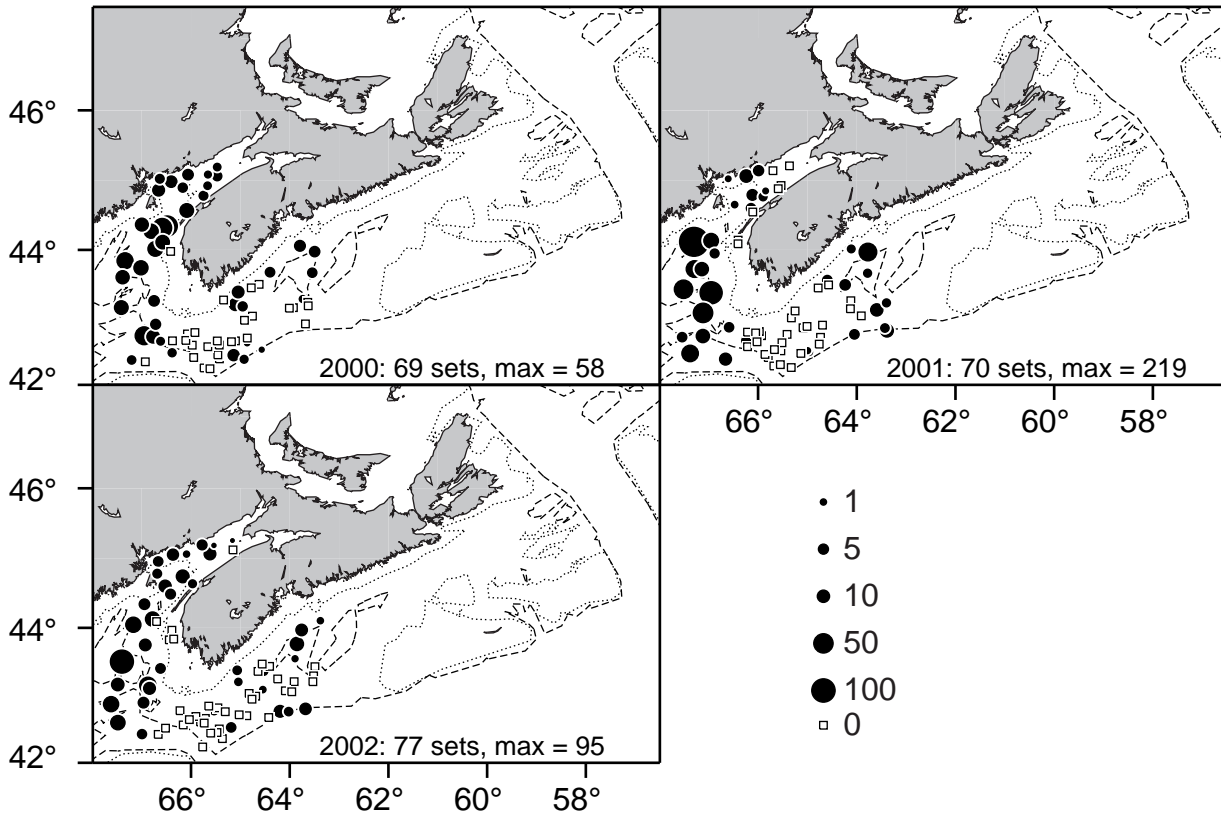 46°
44°
42°
2000: 69 sets, max = 58
2001: 70 sets, max = 219
66° 64° 62° 60° 58°
46°
44°
42°
2002: 77 sets, max = 95
66° 64° 62° 60° 58°
1
5
10
50
100
0